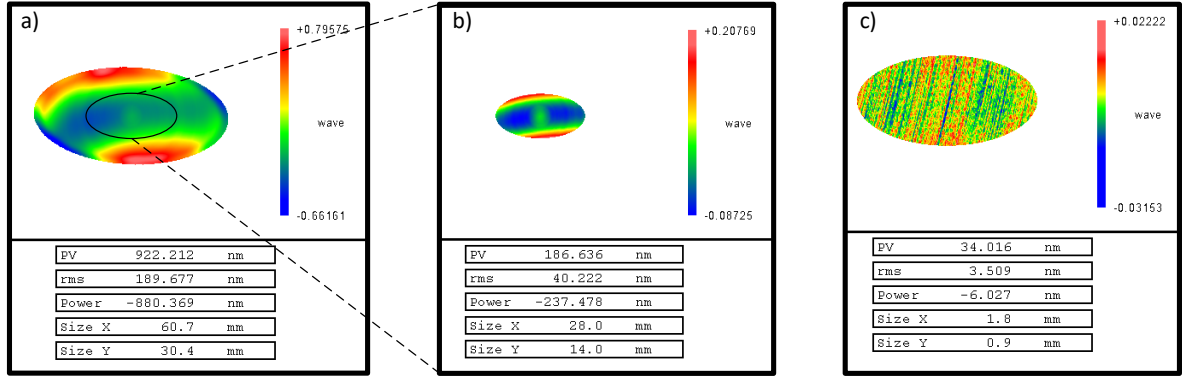 a)
+0.79575
wave
-0.66161
PV 922.212 nm
rms 189.677 nm
Power -880.369 nm
Size X 60.7 mm
Size Y 30.4 mm
b)
+0.20769
wave
-0.08725
PV 186.636 nm
rms 40.222 nm
Power -237.478 nm
Size X 28.0 mm
Size Y 14.0 mm
c)
+0.02222
wave
-0.03153
PV 34.016 nm
rms 3.509 nm
Power -6.027 nm
Size X 1.8 mm
Size Y 0.9 mm